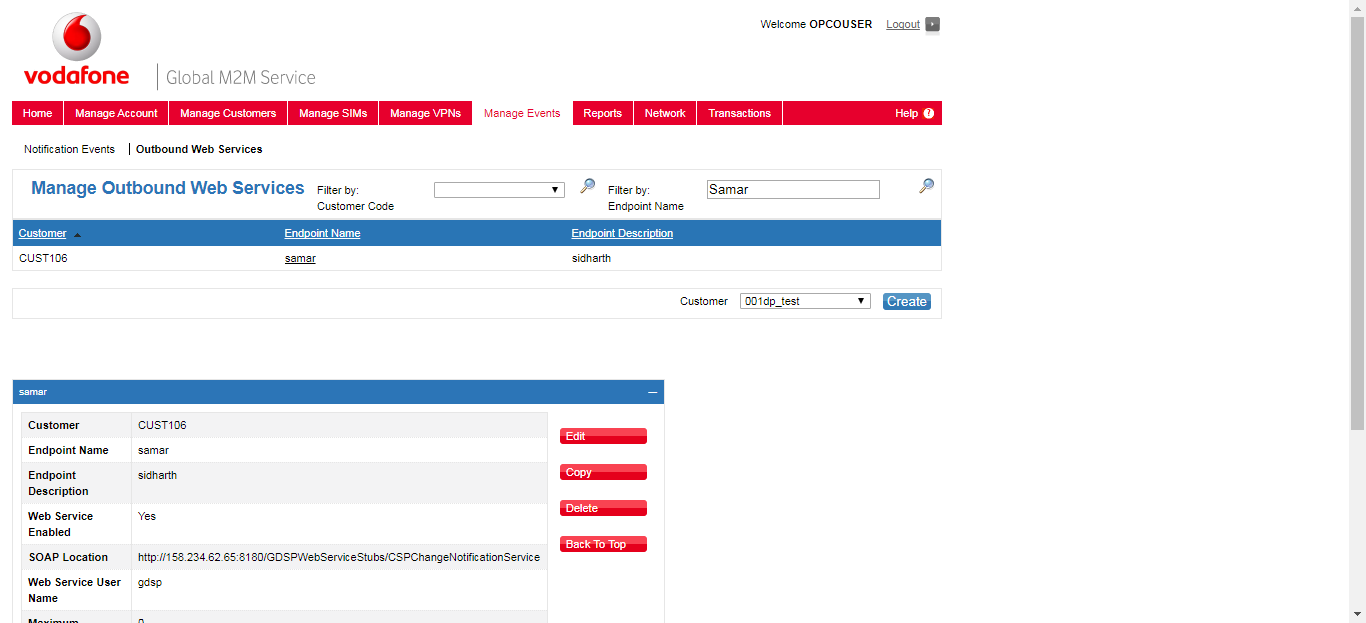 Welcome OPCOUSER Logout
vodafone
Global M2M Service
Home Manage Account Manage Customers Manage SIMs Manage VPNs Manage Events Reports Network Transactions Help ?
Notification Events Outbound Web Services
Manage Outbound Web Services Filter by: Filter by: Samar
Customer Code Endpoint Name
Customer Endpoint Name Endpoint Description
CUST106 samar sidharth
Customer 001dp_test Create
samar
Customer CUST106
Edit
Endpoint Name samar
Endpoint sidharth
Copy
Description
Delete
Web Service Yes
Enabled
Back To Top
SOAP Location http://158.234.62.65:8180/GDSPWebServiceStubs/CSPChangeNotificationService
Web Service User gdsp
Name
Maximum 0